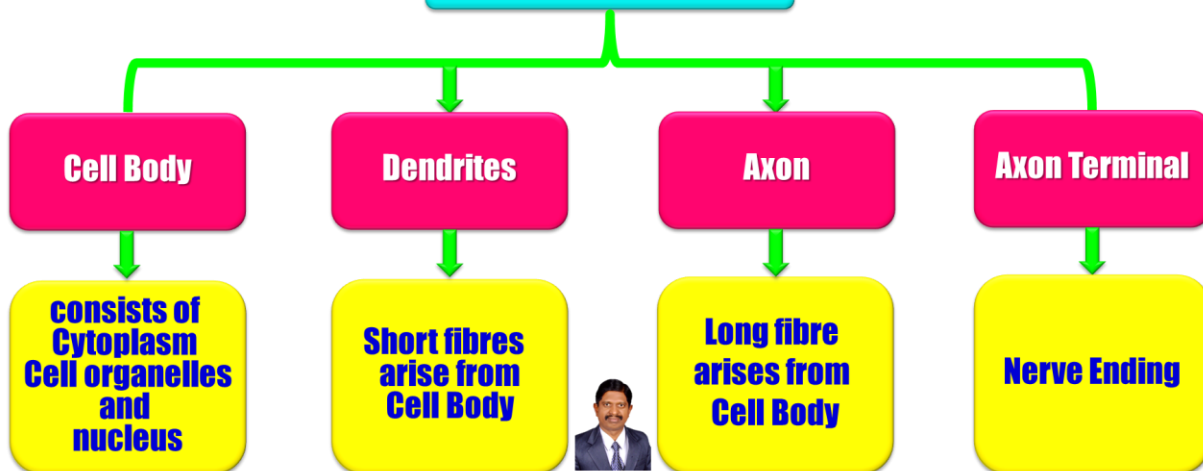 Cell Body
Dendrites
Axon
Axon Terminal
consists of
Cytoplasm
Cell organelles
and
nucleus
Short fibres
arise from
Cell Body
Long fibre
arises from
Cell Body
Nerve Ending